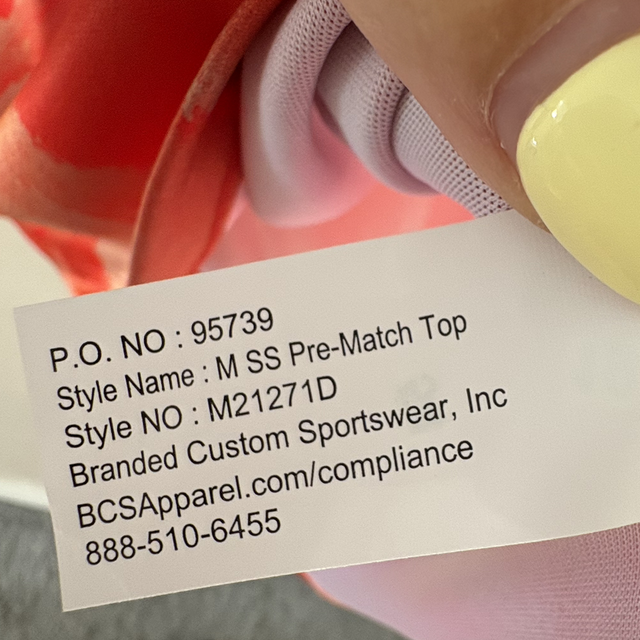 P.O. NO : 95739
Style Name : M SS Pre-Match Top
Style NO : M21271D
Branded Custom Sportswear, Inc
BCSApparel.com/compliance
888-510-6455